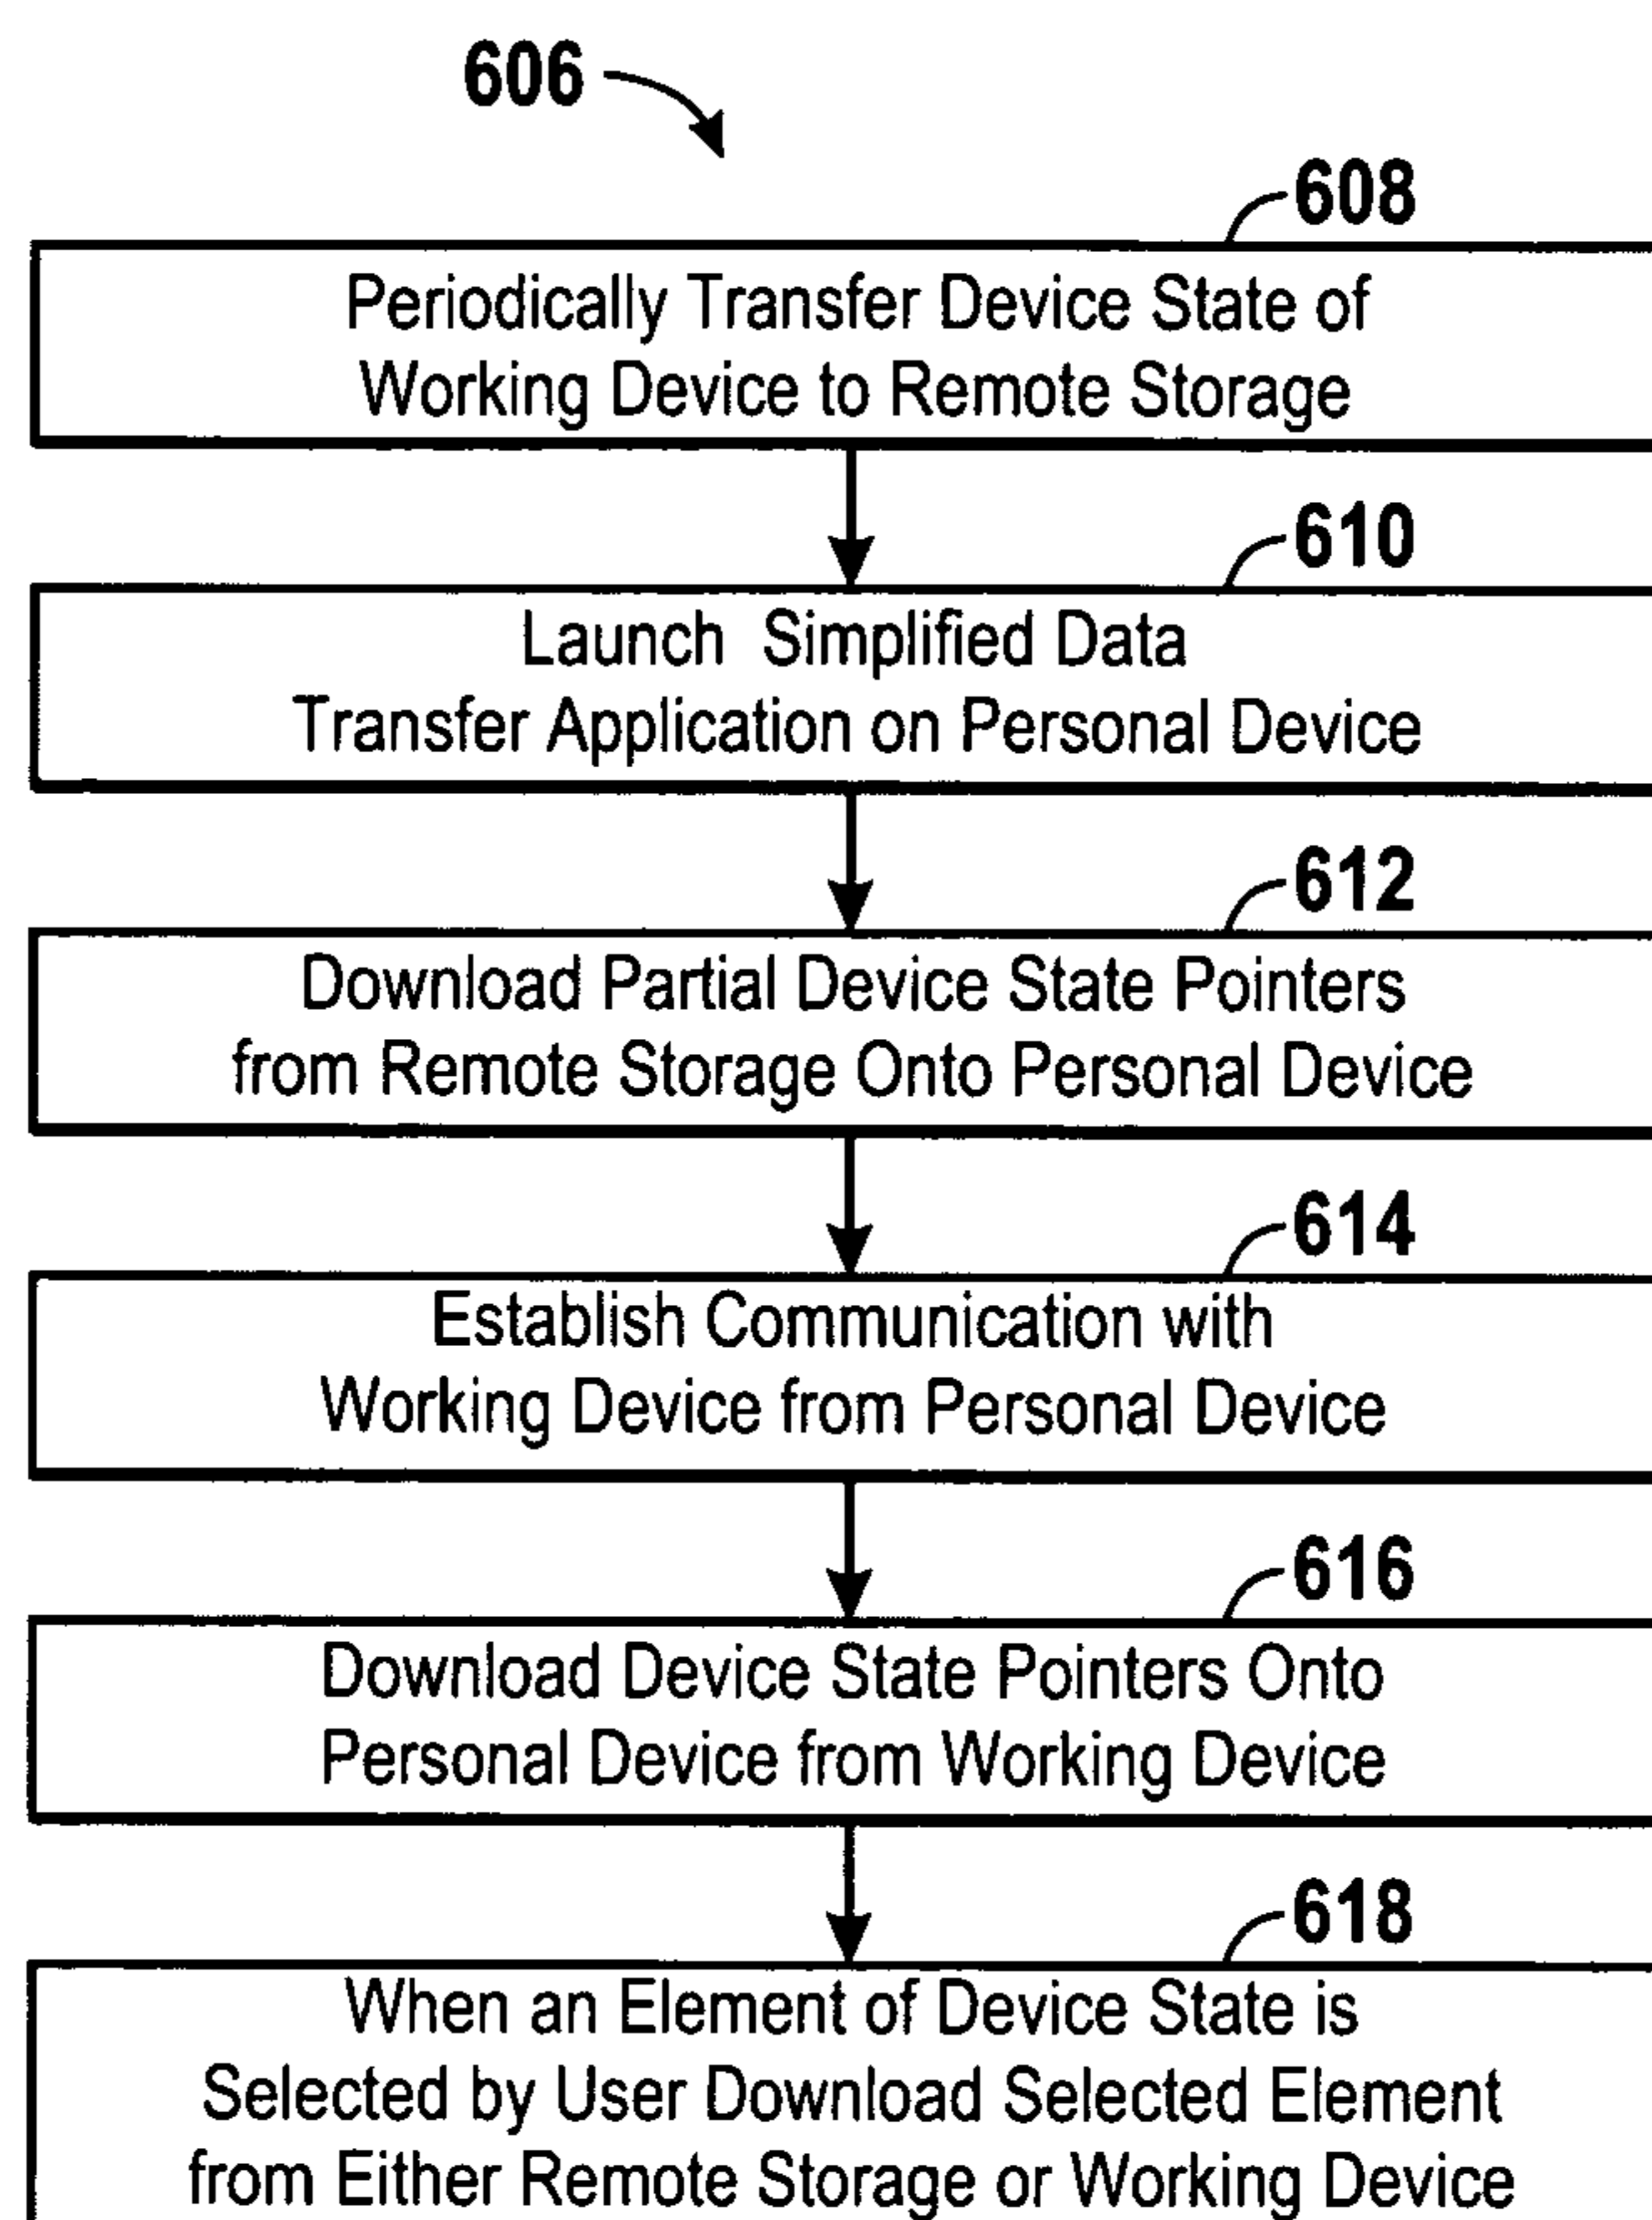 606
608
Periodically Transfer Device State of
Working Device to Remote Storage
610
Launch Simplified Data
Transfer Application on Personal Device
612
Download Partial Device State Pointers
from Remote Storage Onto Personal Device
614
Establish Communication with
Working Device from Personal Device
616
Download Device State Pointers Onto
Personal Device from Working Device
618
When an Element of Device State is
Selected by User Download Selected Element
from Either Remote Storage or Working Device